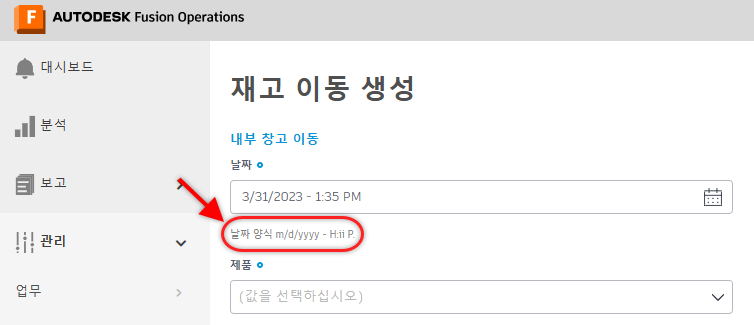 F AUTODESK Fusion Operations
대시보드
분석
보고
관리
업무
재고 이동 생성
내부 창고 이동
날짜
3/31/2023 - 1:35 PM
날짜 양식 m/d/yyyy - H:ii P.
제품
(값을 선택하십시오)